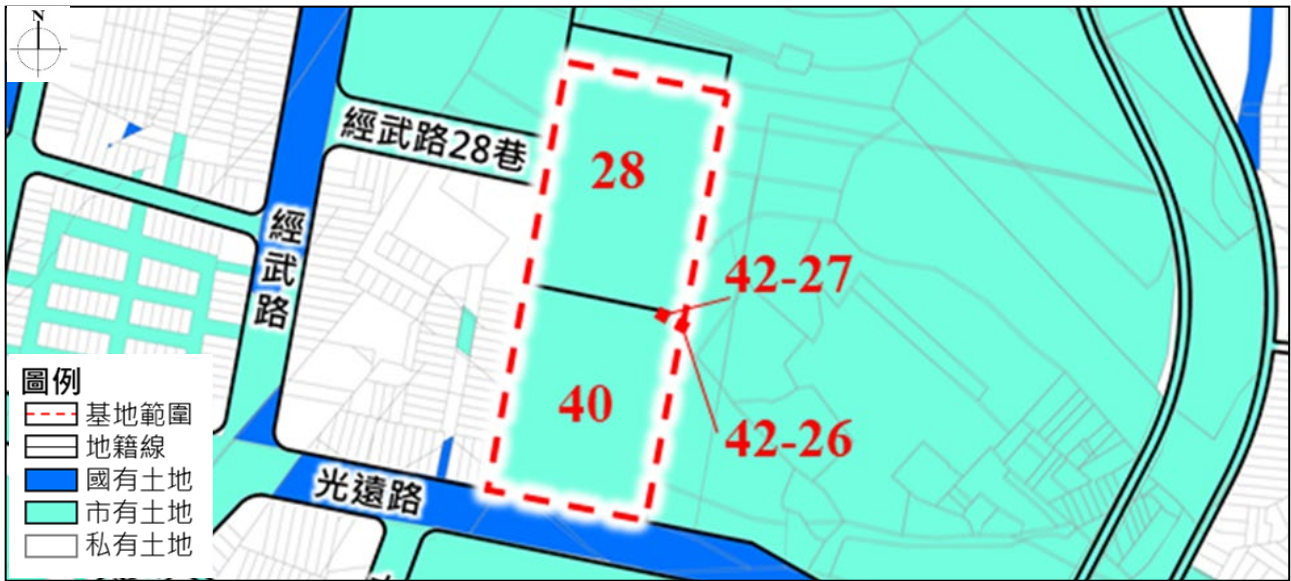 N
經武路28巷
28
經武路
42-27
40
42-26
光遠路
圖例
基地範圍
地籍線
國有土地
市有土地
私有土地